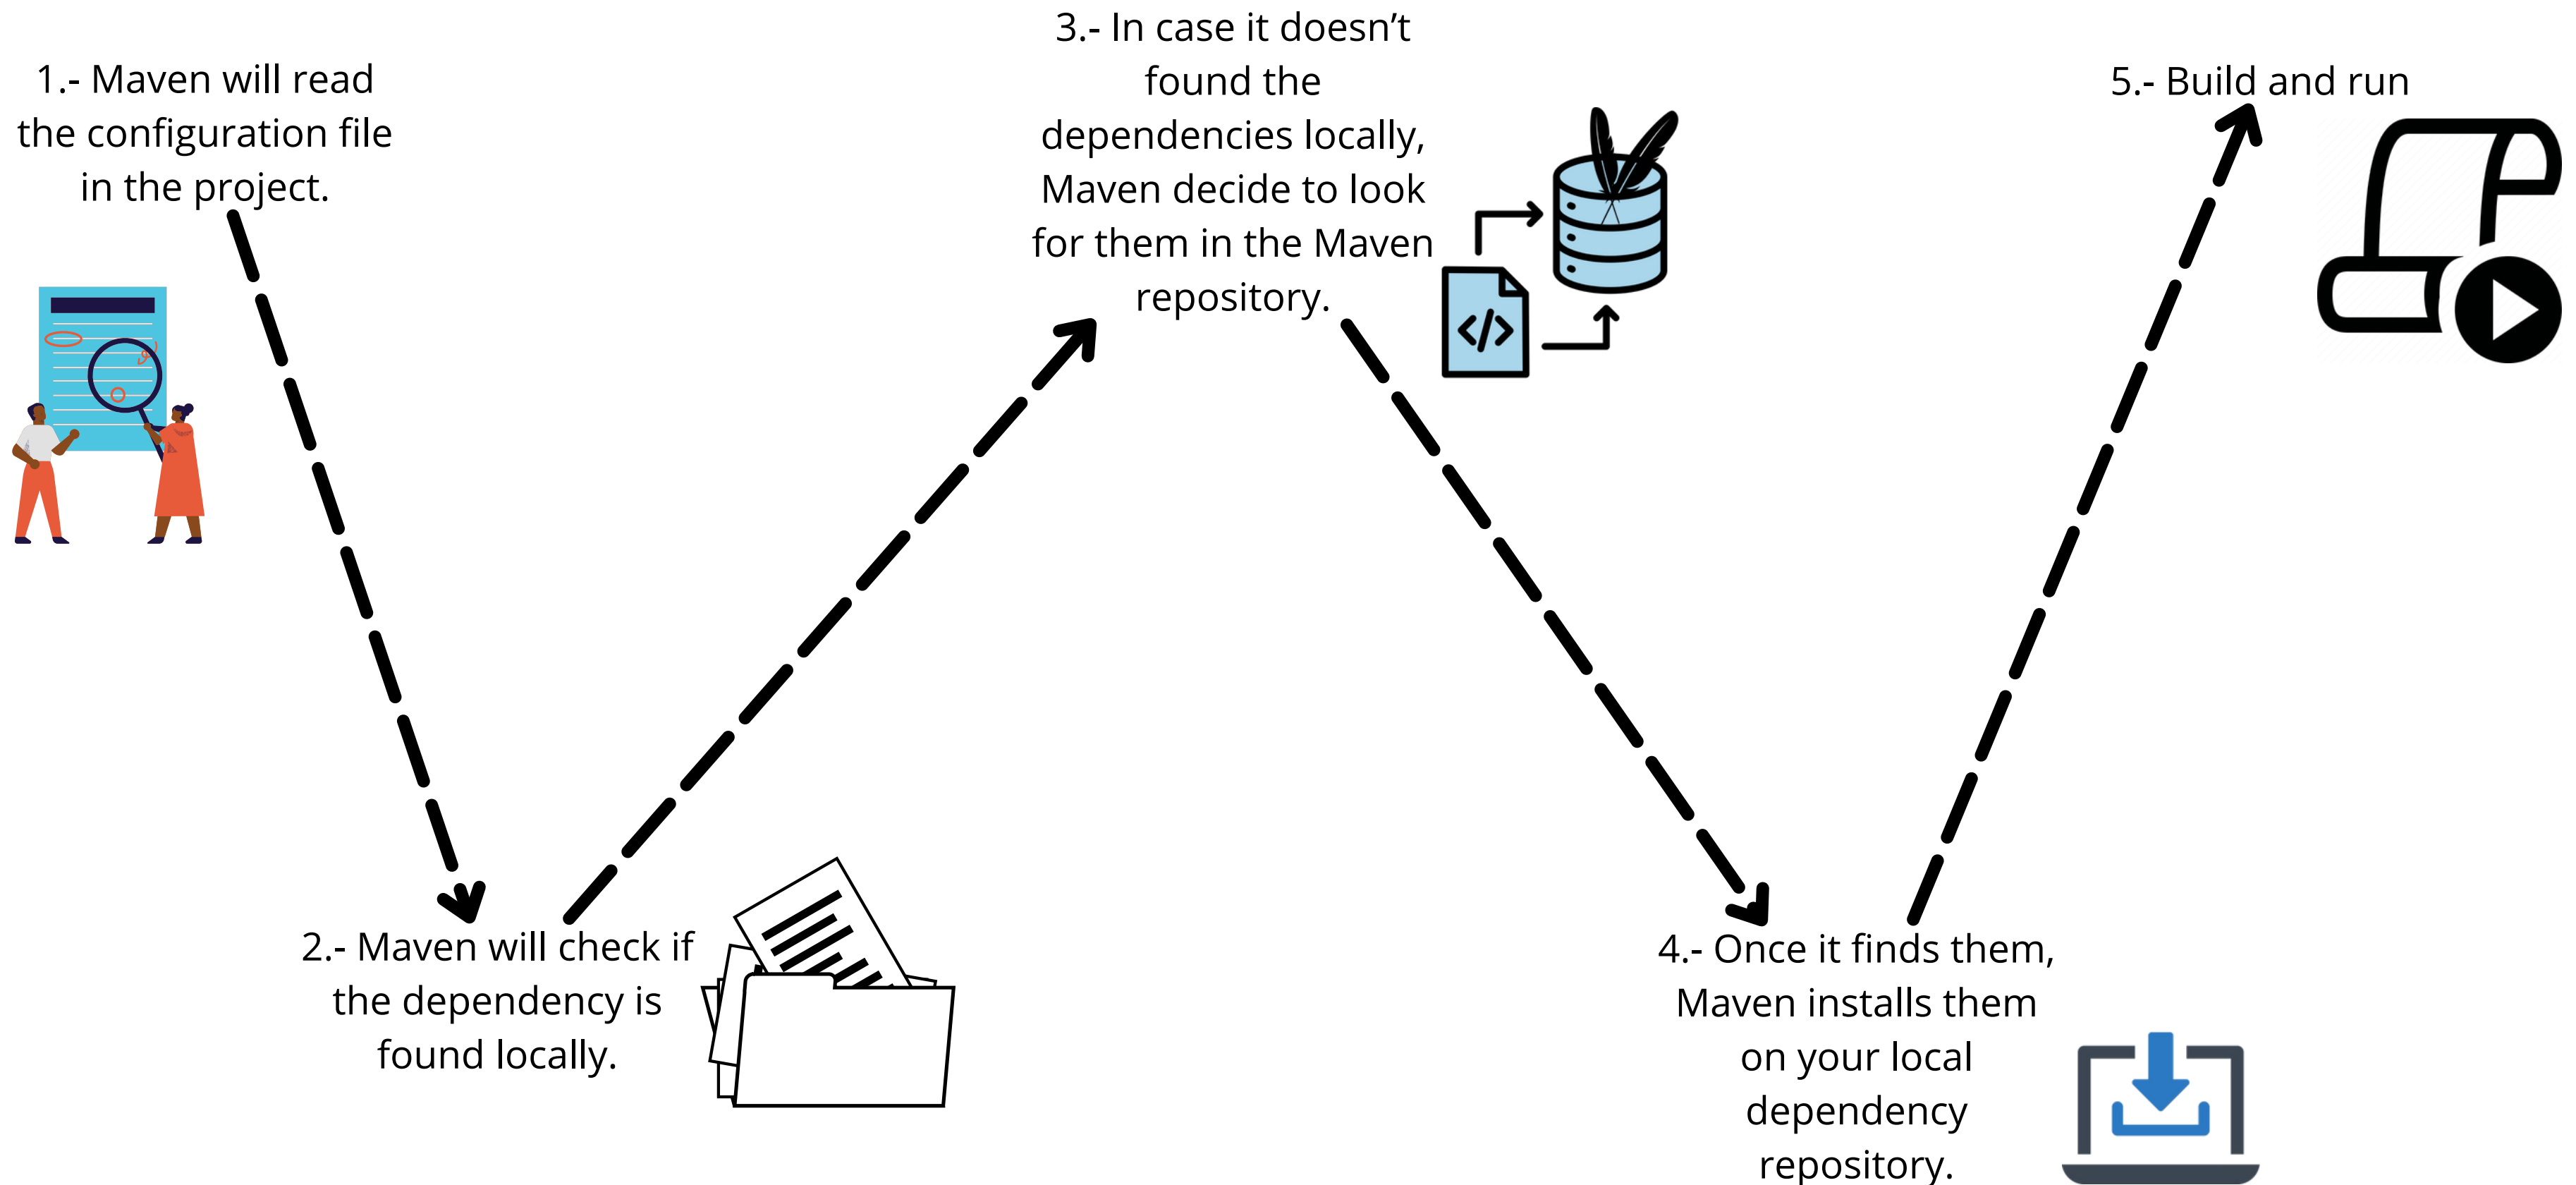 1.- Maven will read
the configuration file
in the project.
2.- Maven will check if
the dependency is
found locally.
3.- In case it doesn’t
found the
dependencies locally,
Maven decide to look
for them in the Maven
repository.
</>
4.- Once it finds them,
Maven installs them
on your local
dependency
repository.
5.- Build and run